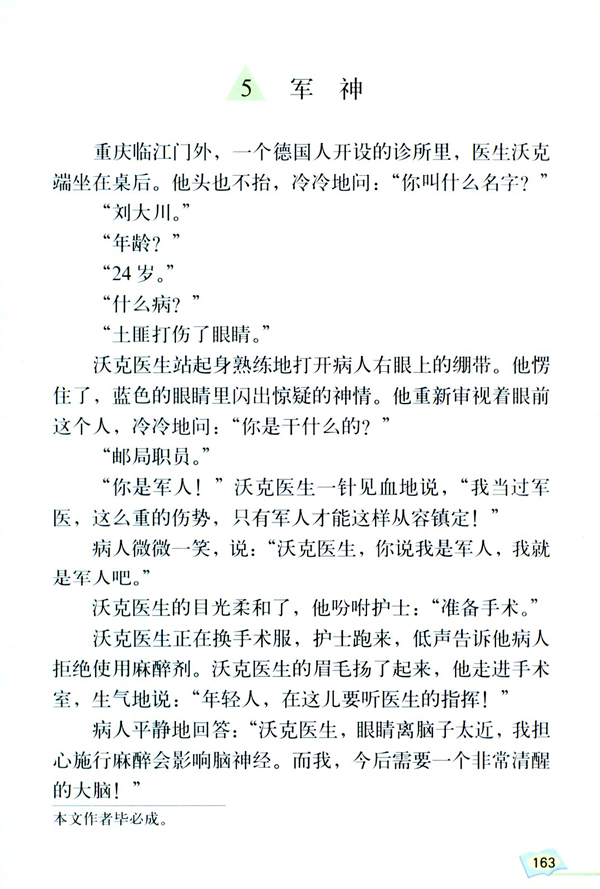 5 军 神
重庆临江门外，一个德国人开设的诊所里，医生沃克
端坐在桌后。他头也不抬，冷冷地问：“你叫什么名字？”
“刘大川。”
“年龄？”
“24 岁。”
“什么病？”
“土匪打伤了眼睛。”
沃克医生站起身熟练地打开病人右眼上的绷带。他愣
住了，蓝色的眼睛里闪出惊疑的神情。他重新审视着眼前
这个人，冷冷地问：“你是干什么的？”
“邮局职员。”
“你是军人！”沃克医生一针见血地说，“我当过军
医，这么重的伤势，只有军人才能这样从容镇定！”
病人微微一笑，说：“沃克医生，你说我是军人，我就
是军人吧。”
沃克医生的目光柔和了，他吩咐护士：“准备手术。”
沃克医生正在换手术服，护士跑来，低声告诉他病人
拒绝使用麻醉剂。沃克医生的眉毛扬了起来，他走进手术
室，生气地说：“年轻人，在这儿要听医生的指挥！”
病人平静地回答：“沃克医生，眼睛离脑子太近，我担
心施行麻醉会影响脑神经。而我，今后需要一个非常清醒
的大脑！”
本文作者毕必成。
163